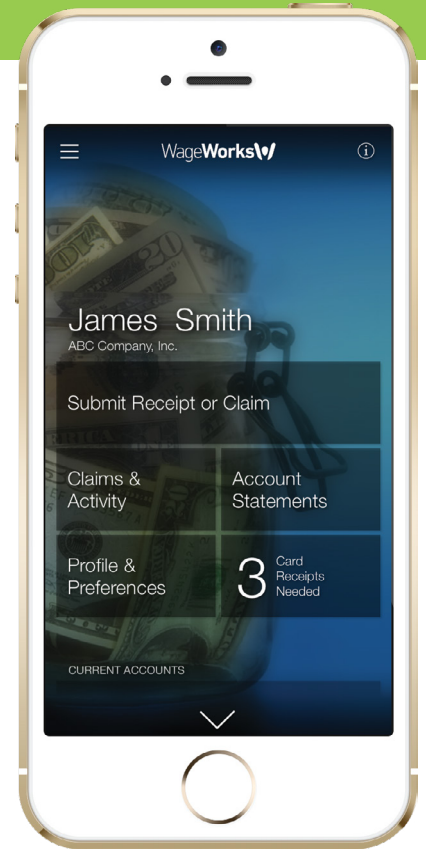 WageWorks
James Smith
ABC Company, Inc.
Submit Receipt or Claim
Claims &
Activity
Account
Statements
Profile &
Preferences
3
Card
Receipts
Needed
CURRENT ACCOUNTS